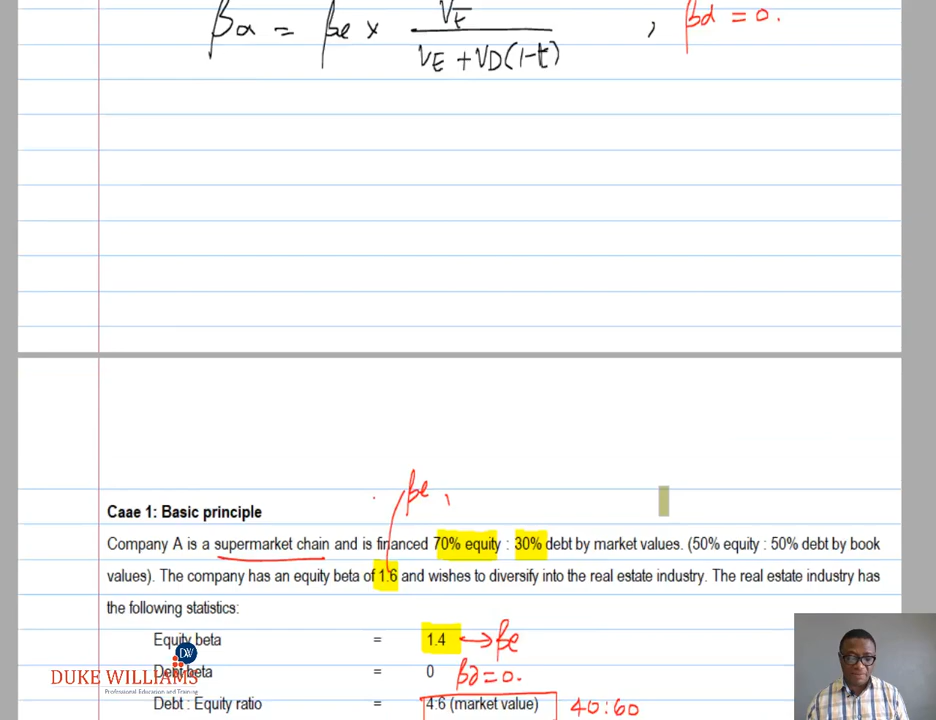 βa = βe x VE / VE + VD(1-t) , βd = 0.
βe ,
Caae 1: Basic principle
Company A is a supermarket chain and is financed 70% equity : 30% debt by market values. (50% equity : 50% debt by book
values). The company has an equity beta of 1.6 and wishes to diversify into the real estate industry. The real estate industry has
the following statistics:
Equity beta = 1.4 → βe
Debt beta = 0 βd = 0.
Debt : Equity ratio = 4:6 (market value) 40:60
DW
DUKE WILLIAMS
Professional Education and Training